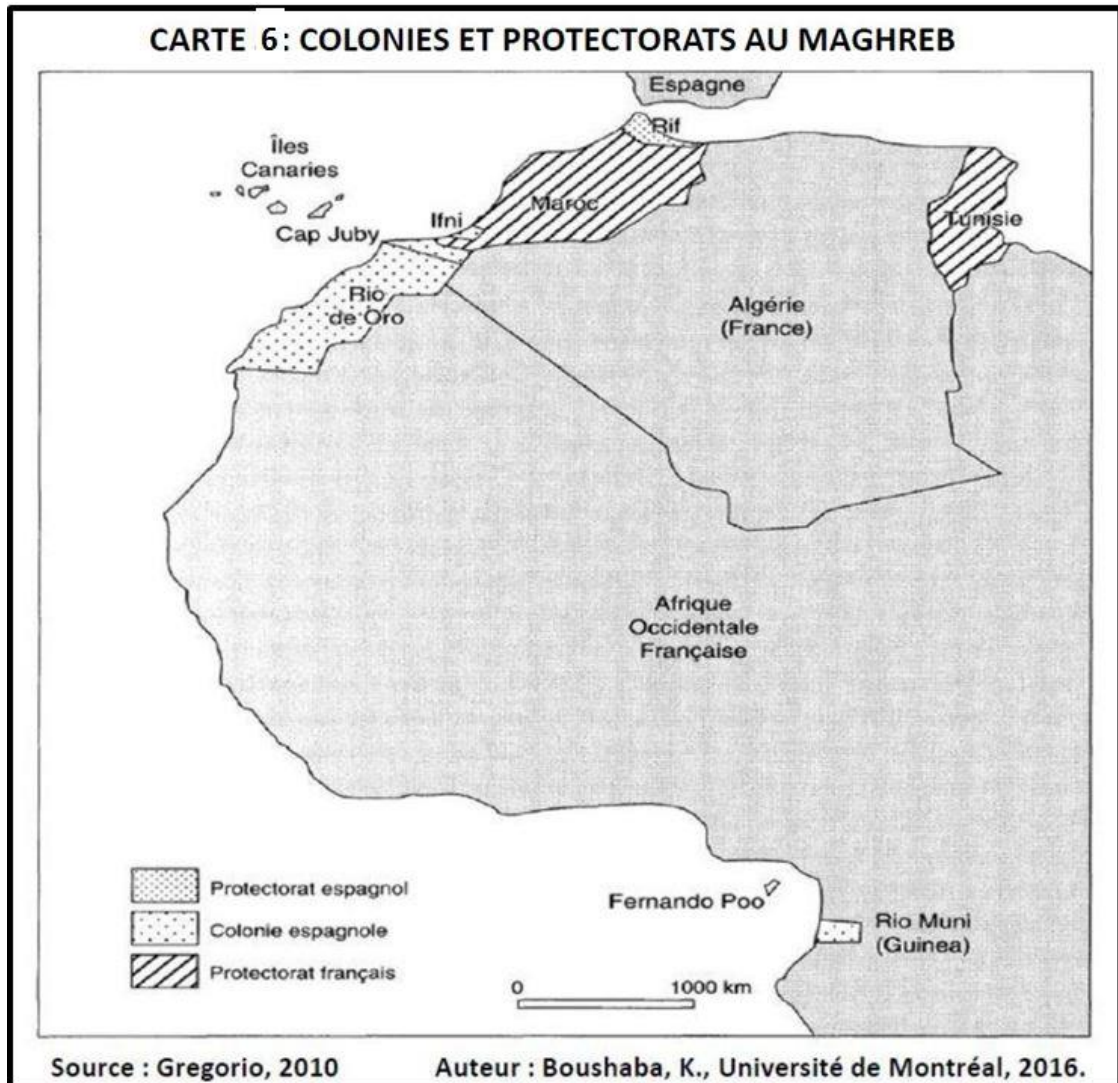 CARTE 6: COLONIES ET PROTECTORATS AU MAGHREB
Espagne
Rif
Îles
Canaries
Maroc
Ifni
Tunisie
Cap Juby
Rio
de Oro
Algérie
(France)
Afrique
Occidentale
Française
Protectorat espagnol
Colonie espagnole
Protectorat français
Fernando Poo
Rio Muni
(Guinea)
0 1000 km
Source : Gregorio, 2010 Auteur : Boushaba, K., Université de Montréal, 2016.